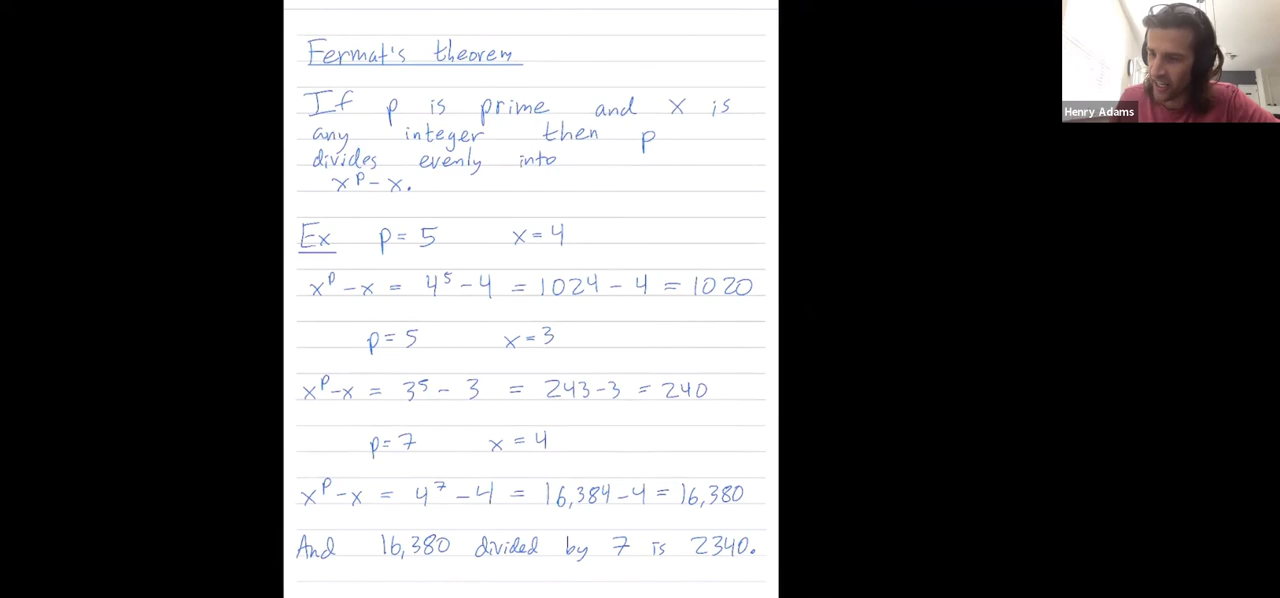 Fermat's theorem
If p is prime and x is
any integer then p
divides evenly into
x^p - x.
Ex p = 5 x = 4
x^p - x = 4^5 - 4 = 1024 - 4 = 1020
p = 5 x = 3
x^p - x = 3^5 - 3 = 243 - 3 = 240
p = 7 x = 4
x^p - x = 4^7 - 4 = 16,384 - 4 = 16,380
And 16,380 divided by 7 is 2340.
Henry Adams